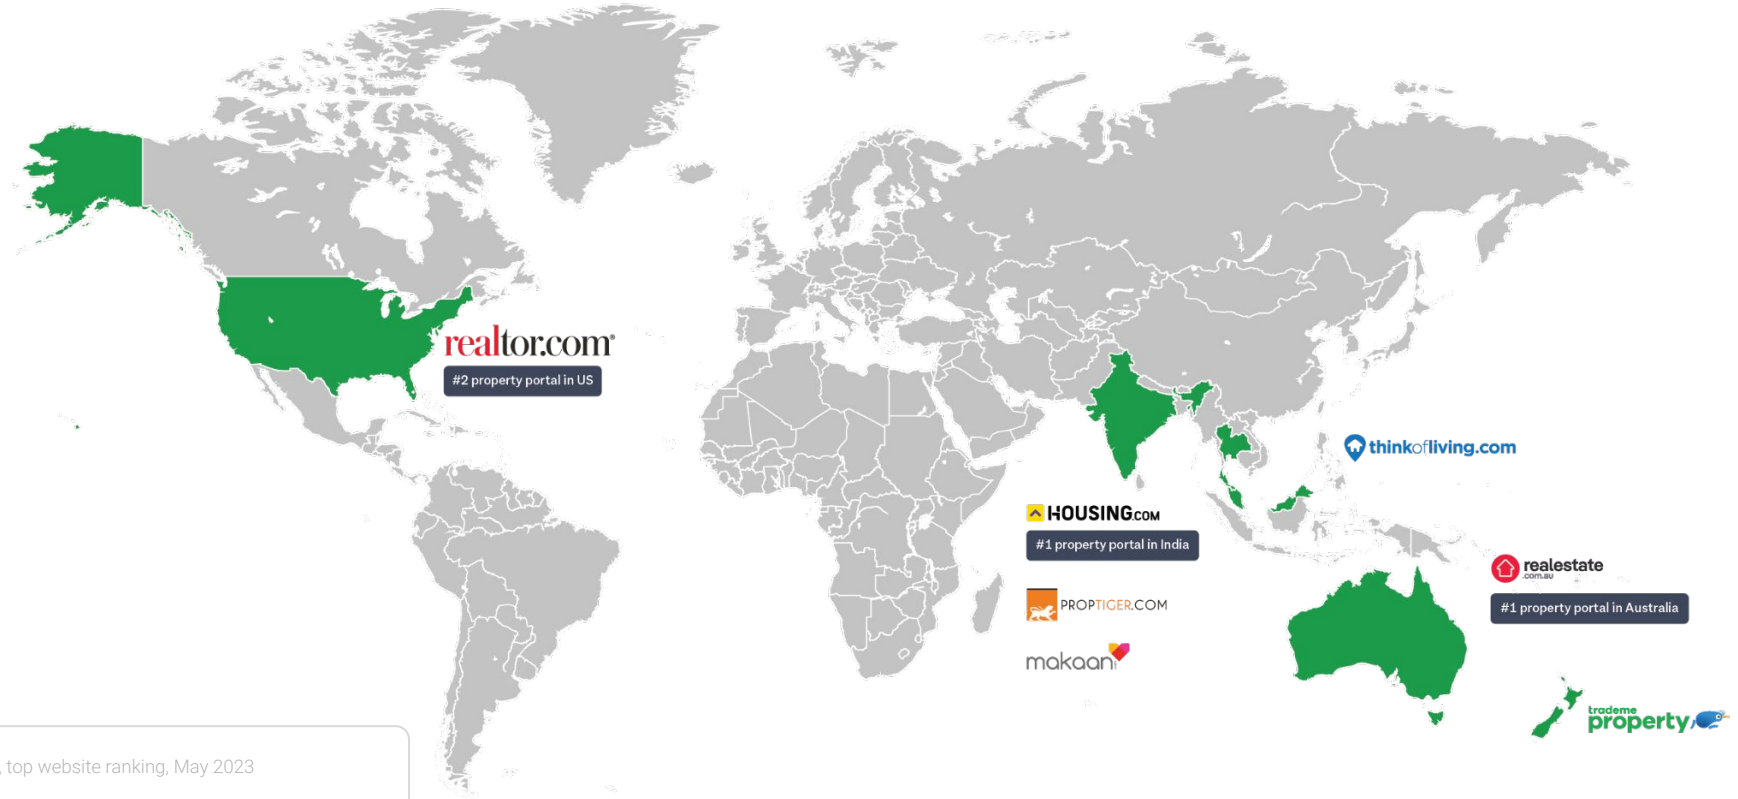 realtor.com®
#2 property portal in US
thinkofliving.com
HOUSING.COM
#1 property portal in India
PROPTIGER.COM
makaan
realestate
.com.au
#1 property portal in Australia
trademe
property
, top website ranking, May 2023